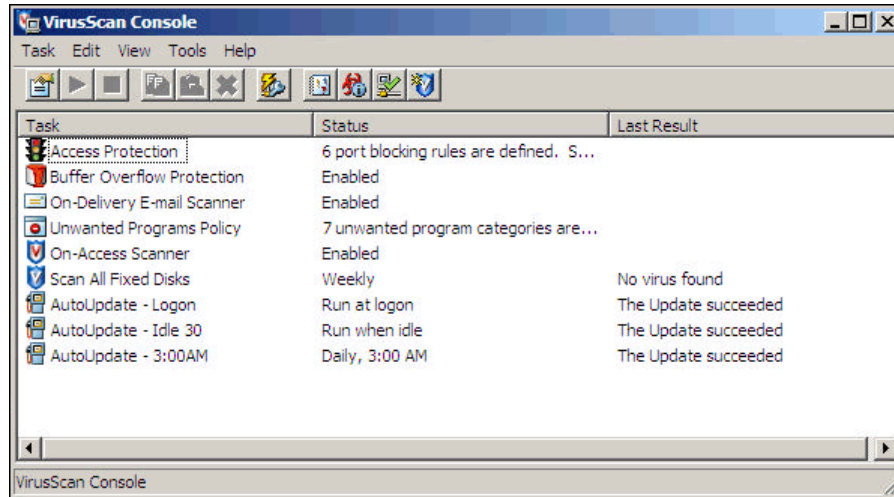 VirusScan Console
Task Edit View Tools Help
Task Status Last Result
Access Protection 6 port blocking rules are defined. S...
Buffer Overflow Protection Enabled
On-Delivery E-mail Scanner Enabled
Unwanted Programs Policy 7 unwanted program categories are...
On-Access Scanner Enabled
Scan All Fixed Disks Weekly No virus found
AutoUpdate - Logon Run at logon The Update succeeded
AutoUpdate - Idle 30 Run when idle The Update succeeded
AutoUpdate - 3:00AM Daily, 3:00 AM The Update succeeded
VirusScan Console